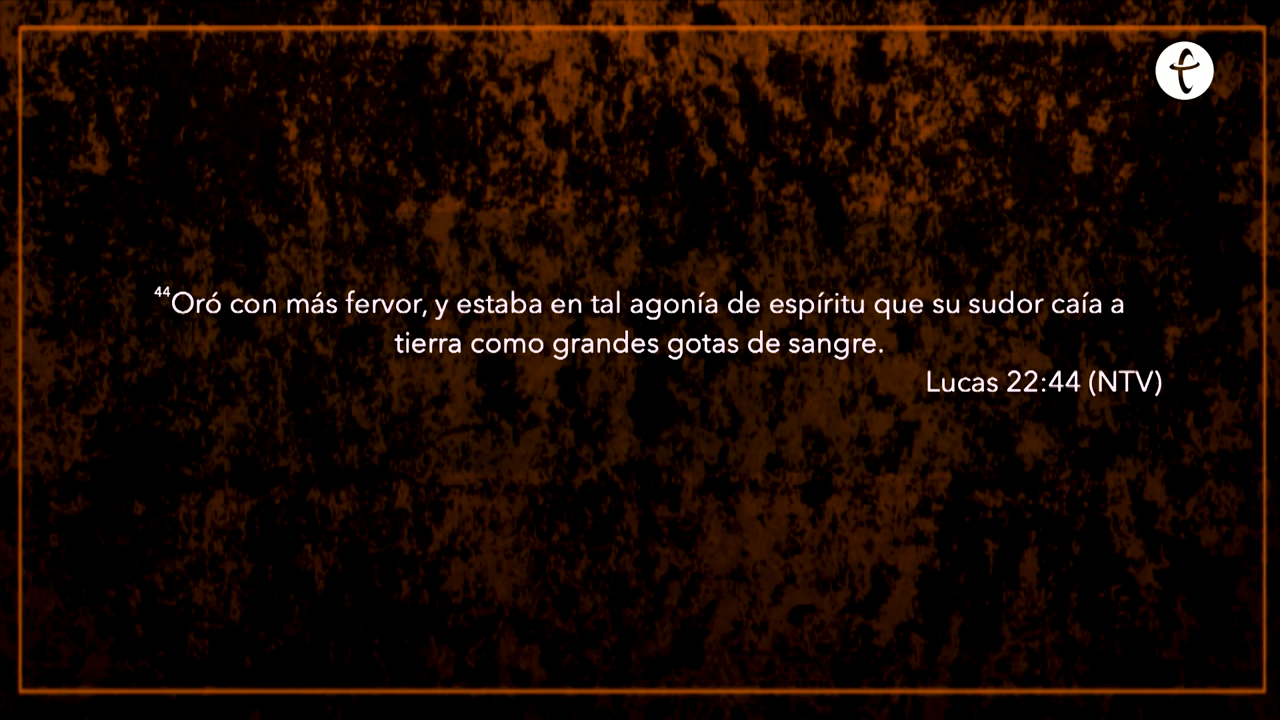 ⁴⁴Oró con más fervor, y estaba en tal agonía de espíritu que su sudor caía a
tierra como grandes gotas de sangre.
Lucas 22:44 (NTV)